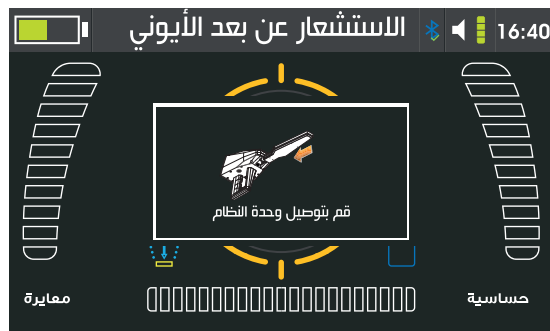 الاستشعار عن بعد الأيوني
16:40
قم بتوصيل وحدة النظام
حساسية
معايرة